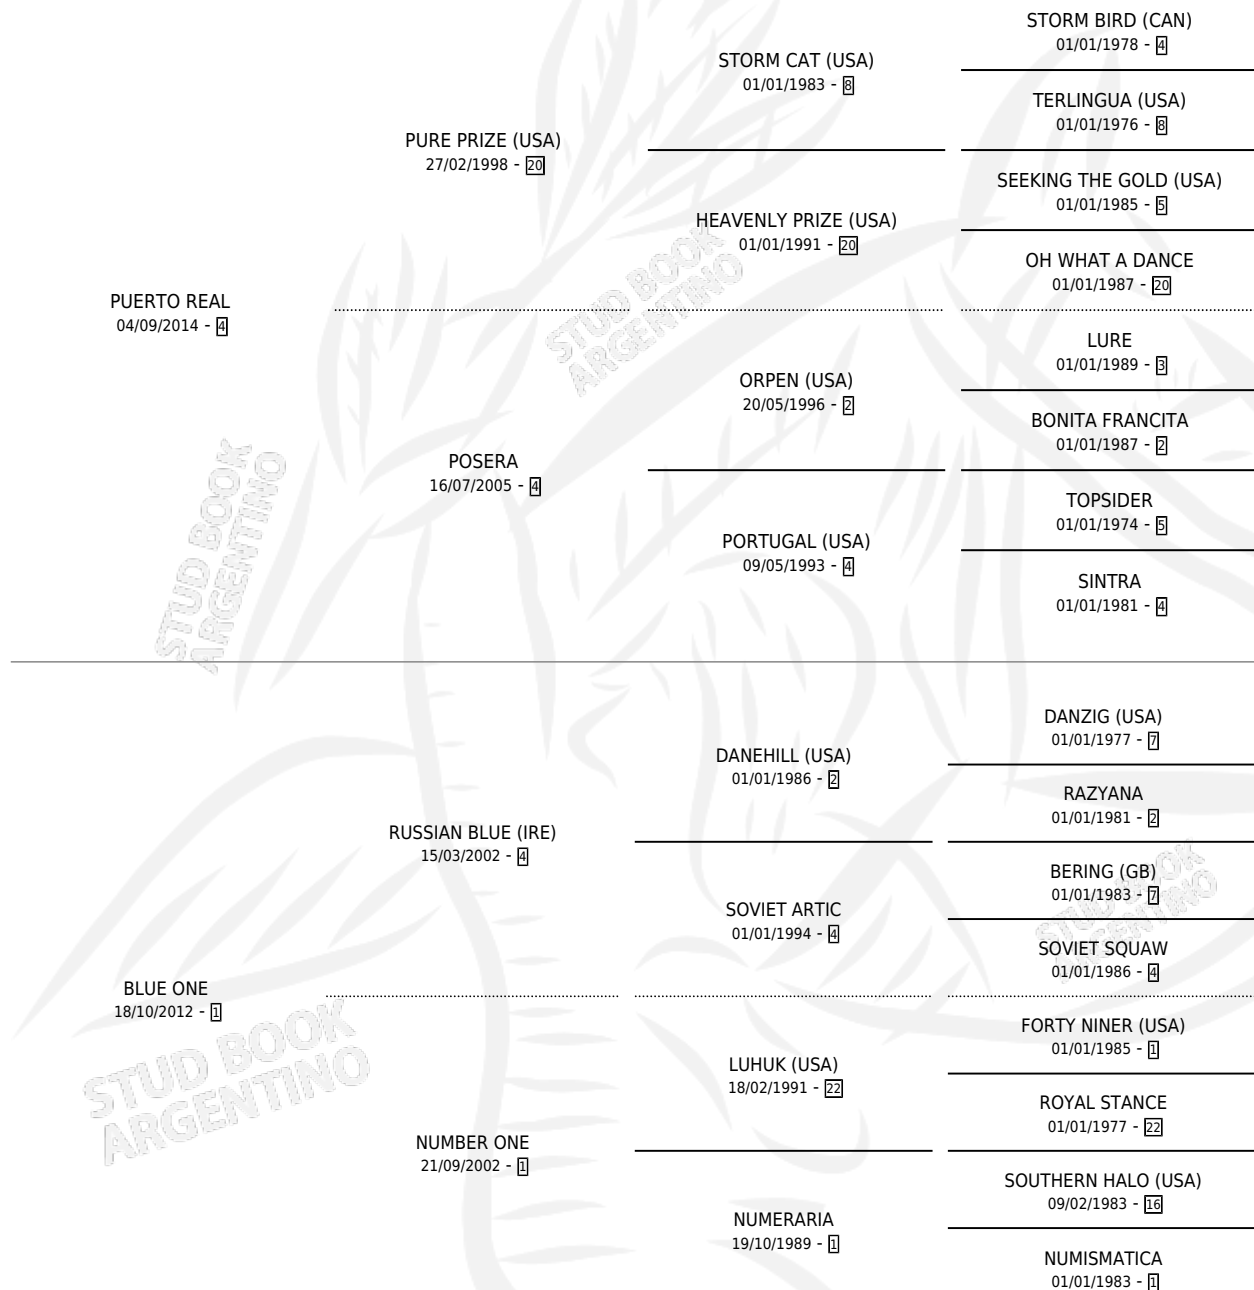 STORM BIRD (CAN)
01/01/1978 - 4
STORM CAT (USA)
01/01/1983 - 8
TERLINGUA (USA)
01/01/1976 - 8
PURE PRIZE (USA)
27/02/1998 - 20
SEEKING THE GOLD (USA)
01/01/1985 - 5
HEAVENLY PRIZE (USA)
01/01/1991 - 20
OH WHAT A DANCE
01/01/1987 - 20
PUERTO REAL
04/09/2014 - 4
STUD BOOK
ARGENTINO
LURE
01/01/1989 - 3
ORPEN (USA)
20/05/1996 - 2
BONITA FRANCITA
01/01/1987 - 2
POSERA
16/07/2005 - 4
TOPSIDER
01/01/1974 - 5
PORTUGAL (USA)
09/05/1993 - 4
SINTRA
01/01/1981 - 4
STUD BOOK
ARGENTINO
DANZIG (USA)
01/01/1977 - 7
DANEHILL (USA)
01/01/1986 - 2
RAZYANA
01/01/1981 - 2
RUSSIAN BLUE (IRE)
15/03/2002 - 4
BERING (GB)
01/01/1983 - 7
STUD BOOK
ARGENTINO
SOVIET ARTIC
01/01/1994 - 4
SOVIET SQUAW
01/01/1986 - 4
BLUE ONE
18/10/2012 - 1
STUD BOOK
ARGENTINO
FORTY NINER (USA)
01/01/1985 - 1
LUHUK (USA)
18/02/1991 - 22
ROYAL STANCE
01/01/1977 - 22
NUMBER ONE
21/09/2002 - 1
SOUTHERN HALO (USA)
09/02/1983 - 16
NUMERARIA
19/10/1989 - 1
NUMISMATICA
01/01/1983 - 1